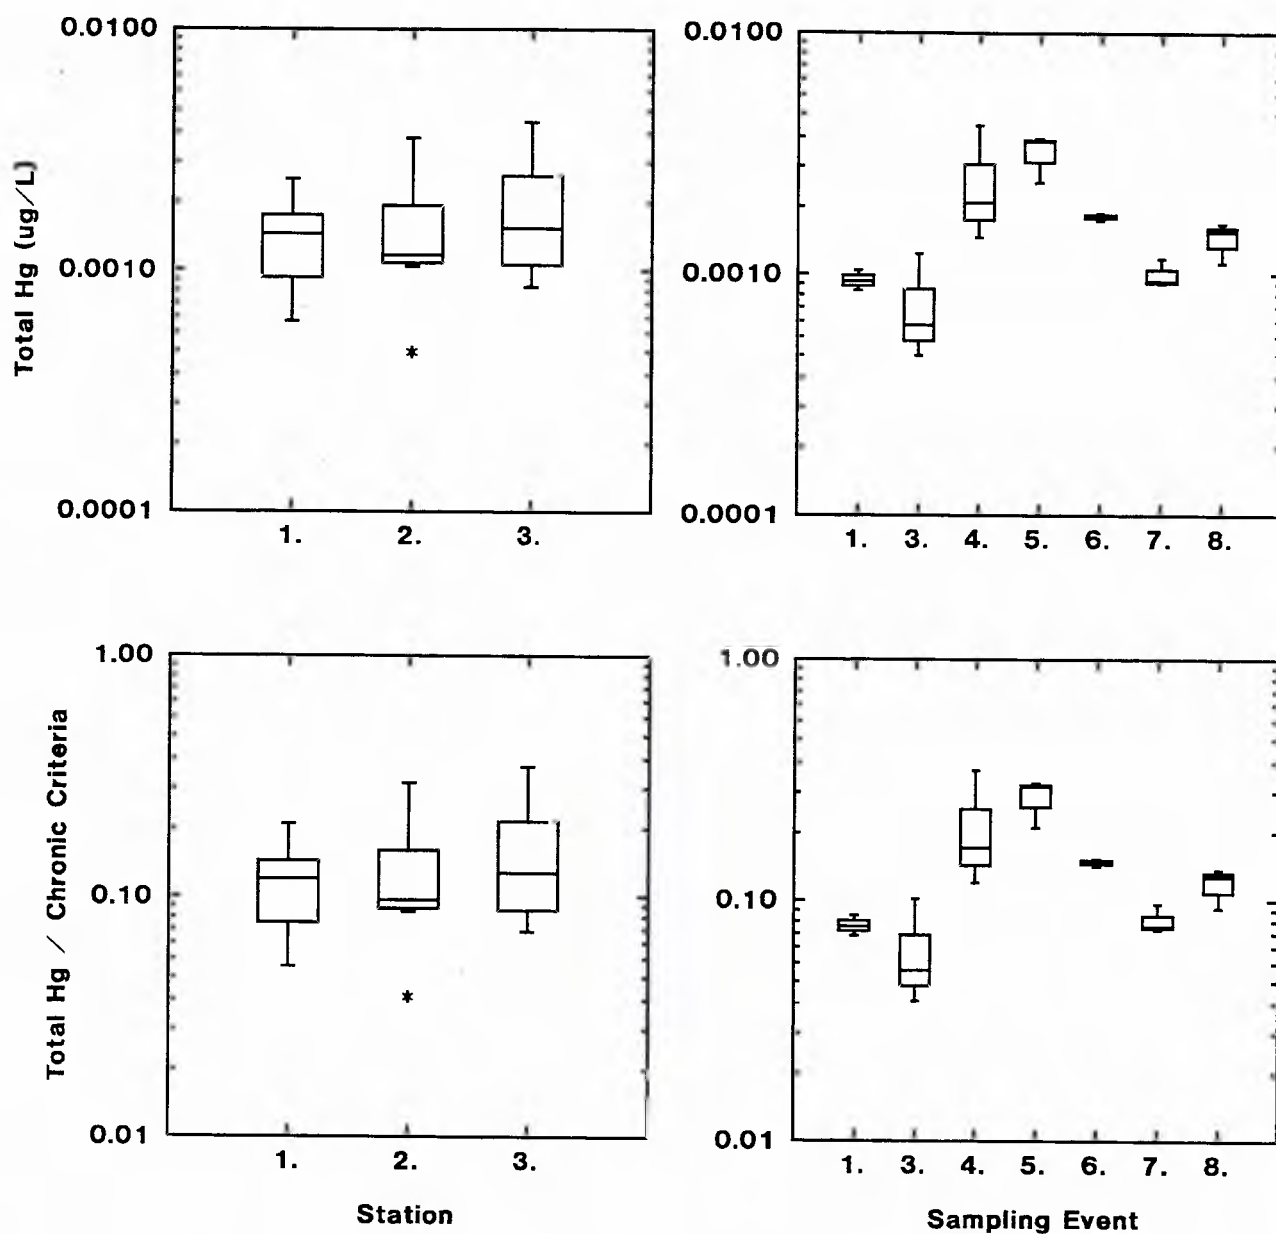 Total Hg (ug/L)
0.0100
0.0010
0.0001
1. 2. 3.
0.0100
0.0010
0.0001
1. 3. 4. 5. 6. 7. 8.
Total Hg / Chronic Criteria
1.00
0.10
0.01
1. 2. 3.
Station
1.00
0.10
0.01
1. 3. 4. 5. 6. 7. 8.
Sampling Event